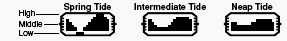 Spring Tide Intermediate Tide Neap Tide
High
Middle
Low